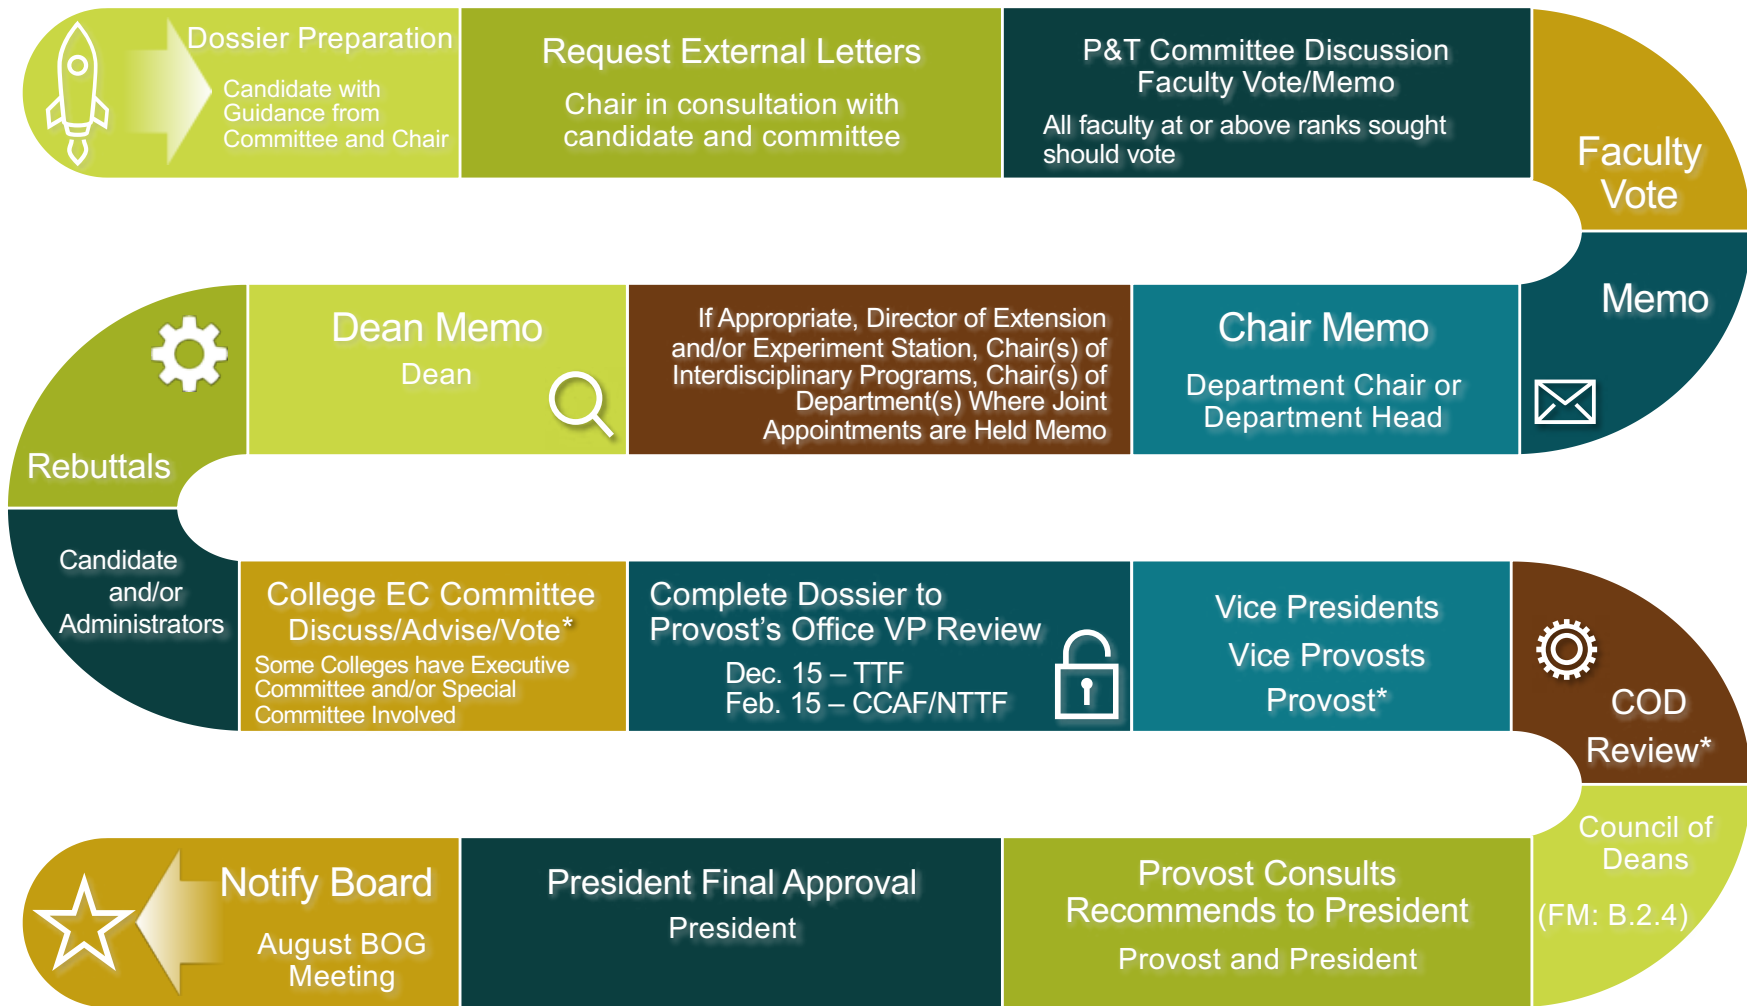 Dossier Preparation
Candidate with
Guidance from
Committee and Chair
Request External Letters
Chair in consultation with
candidate and committee
P&T Committee Discussion
Faculty Vote/Memo
All faculty at or above ranks sought
should vote
Faculty
Vote
Memo
Chair Memo
Department Chair or
Department Head
If Appropriate, Director of Extension
and/or Experiment Station, Chair(s) of
Interdisciplinary Programs, Chair(s) of
Department(s) Where Joint
Appointments are Held Memo
Dean Memo
Dean
Rebuttals
Candidate
and/or
Administrators
College EC Committee
Discuss/Advise/Vote*
Some Colleges have Executive
Committee and/or Special
Committee Involved
Complete Dossier to
Provost's Office VP Review
Dec. 15 – TTF
Feb. 15 – CCAF/NTTF
Vice Presidents
Vice Provosts
Provost*
COD
Review*
Council of
Deans
(FM: B.2.4)
Provost Consults
Recommends to President
Provost and President
President Final Approval
President
Notify Board
August BOG
Meeting